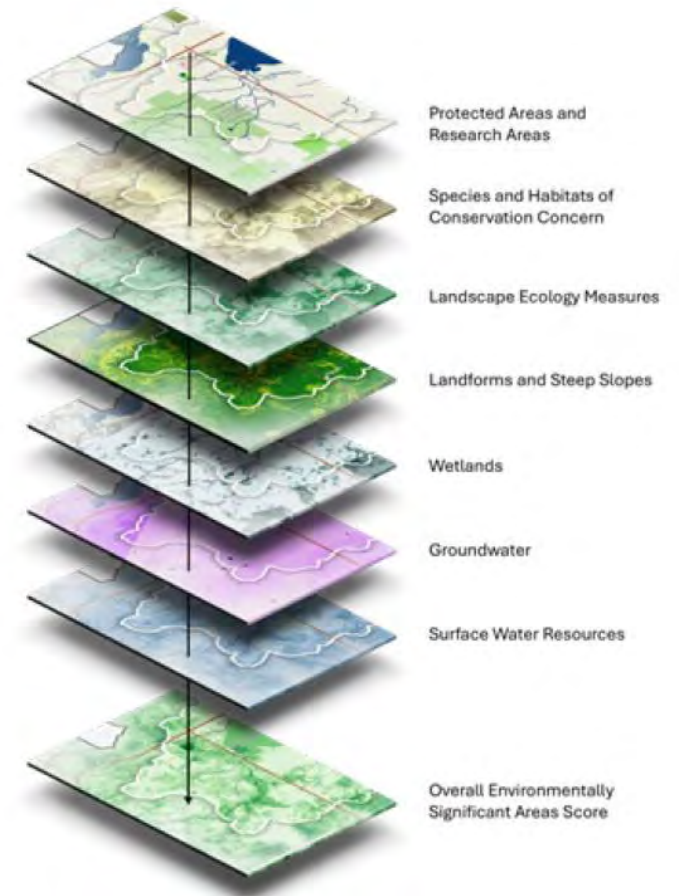 Protected Areas and
Research Areas
Species and Habitats of
Conservation Concern
Landscape Ecology Measures
Landforms and Steep Slopes
Wetlands
Groundwater
Surface Water Resources
Overall Environmentally
Significant Areas Score